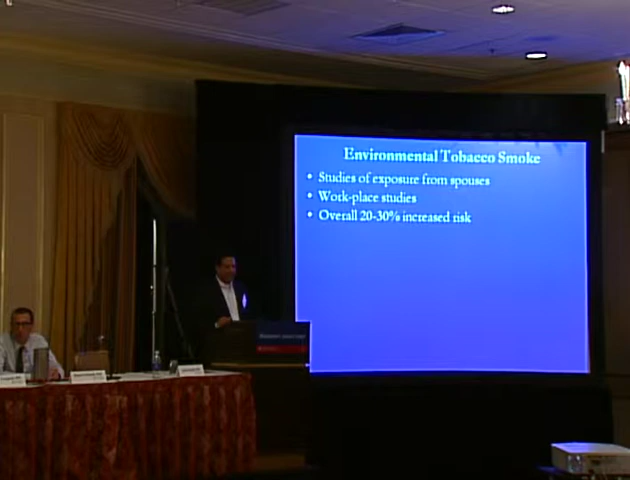 Environmental Tobacco Smoke
• Studies of exposure from spouses
• Work-place studies
• Overall 20-30% increased risk